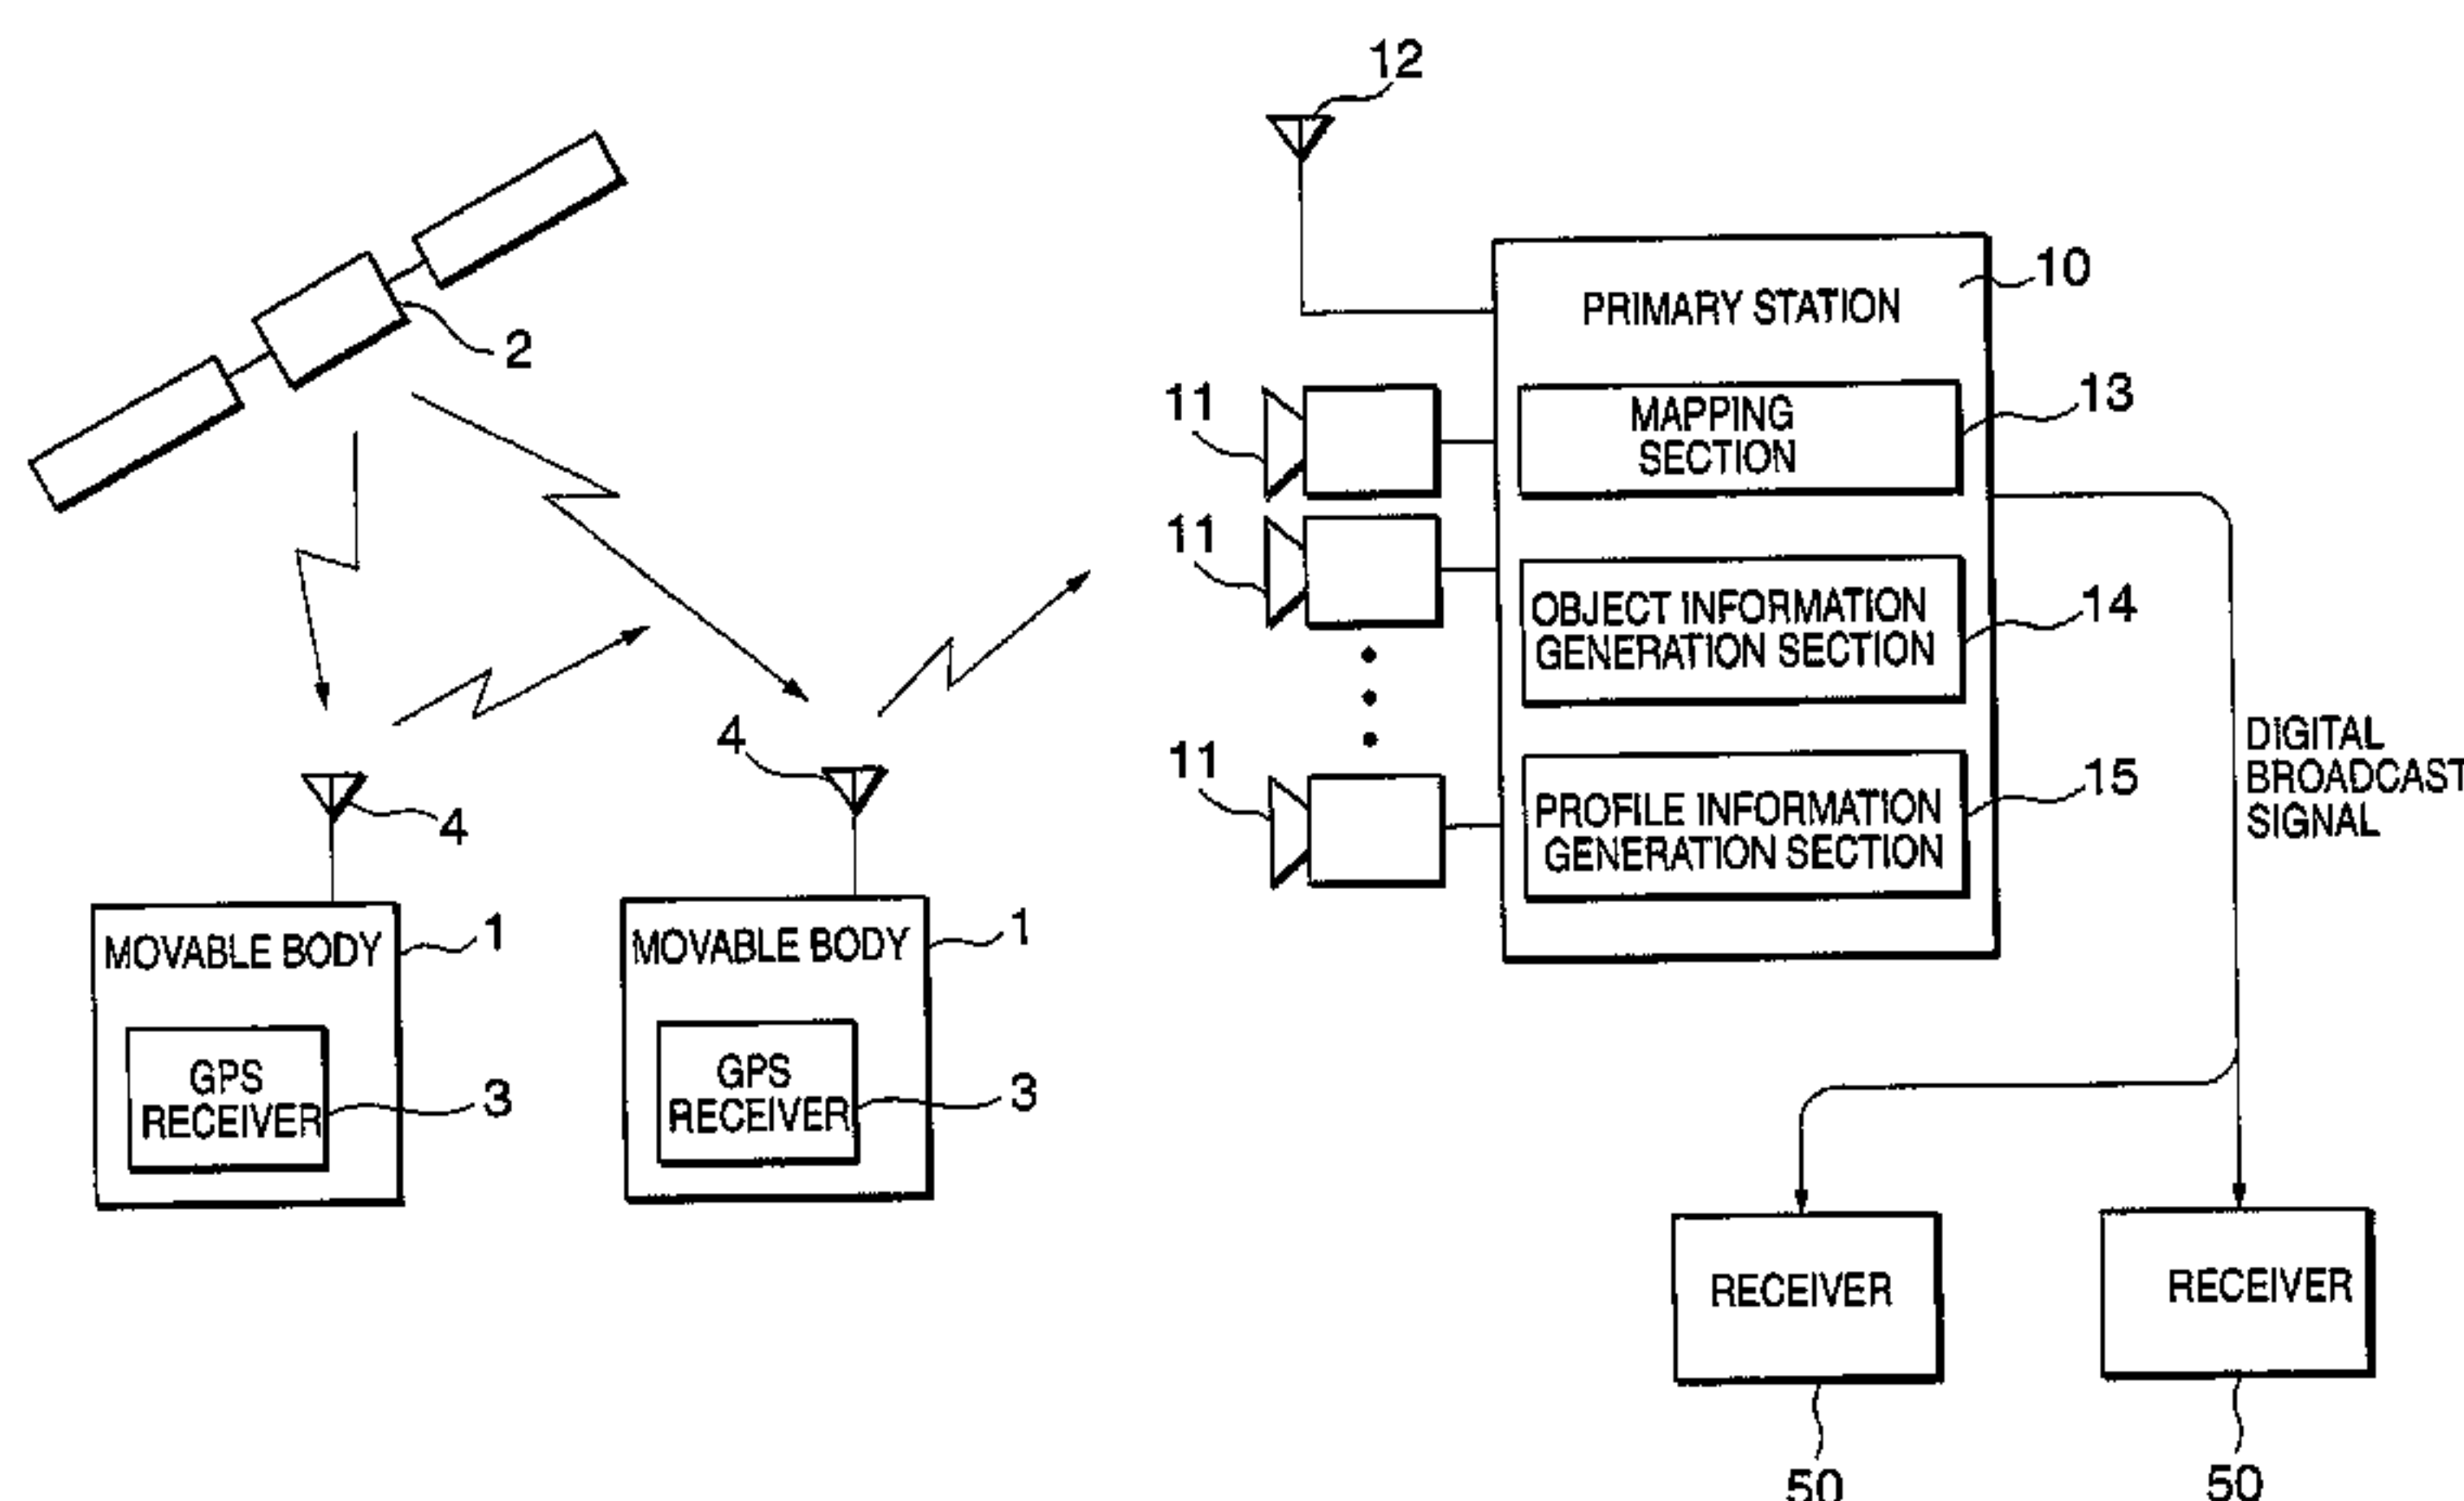 12
10
PRIMARY STATION
2
11
MAPPING
SECTION
13
11
OBJECT INFORMATION
GENERATION SECTION
14
4
4
11
PROFILE INFORMATION
GENERATION SECTION
15
DIGITAL
BROADCAST
SIGNAL
MOVABLE BODY
1
MOVABLE BODY
1
GPS
RECEIVER
3
GPS
RECEIVER
3
RECEIVER
RECEIVER
50
50